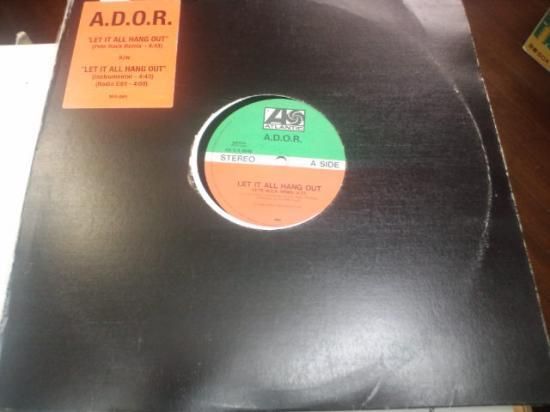 A.D.O.R.
"LET IT ALL HANG OUT"
(Pete Rock Remix - 4:43)
B/W
"LET IT ALL HANG OUT"
(Instrumental - 4:43)
(Radio Edit - 4:03)
ATLANTIC
A.D.O.R.
STEREO
A SIDE
LET IT ALL HANG OUT